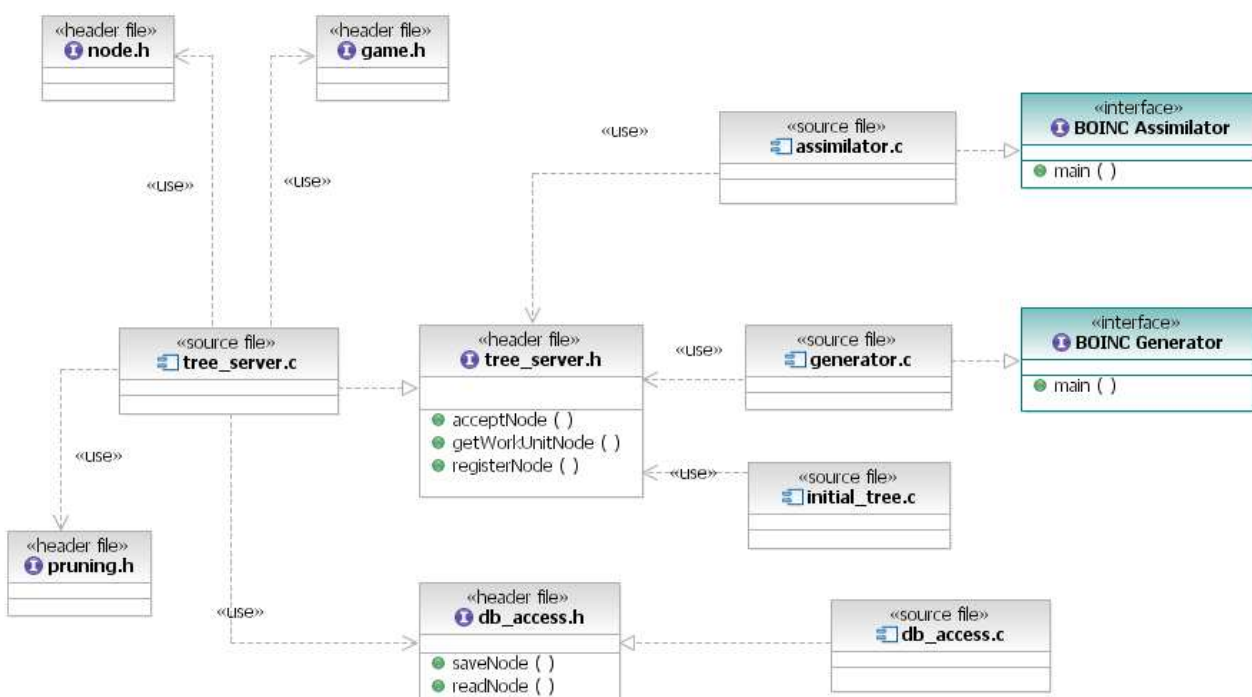 «header file»
node.h
«header file»
game.h
«use»
«use»
«use»
«source file»
assimilator.c
«interface»
BOINC Assimilator
main ( )
«source file»
tree_server.c
«header file»
tree_server.h
acceptNode ( )
getWorkUnitNode ( )
registerNode ( )
«use»
«source file»
generator.c
«interface»
BOINC Generator
main ( )
«use»
«source file»
initial_tree.c
«use»
«header file»
pruning.h
«use»
«header file»
db_access.h
saveNode ( )
readNode ( )
«source file»
db_access.c